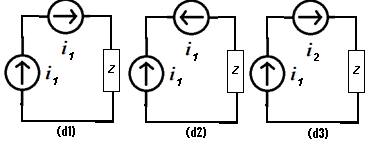 i₁ i₁ i₂
i₁ z i₁ z i₁ z
(d1) (d2) (d3)